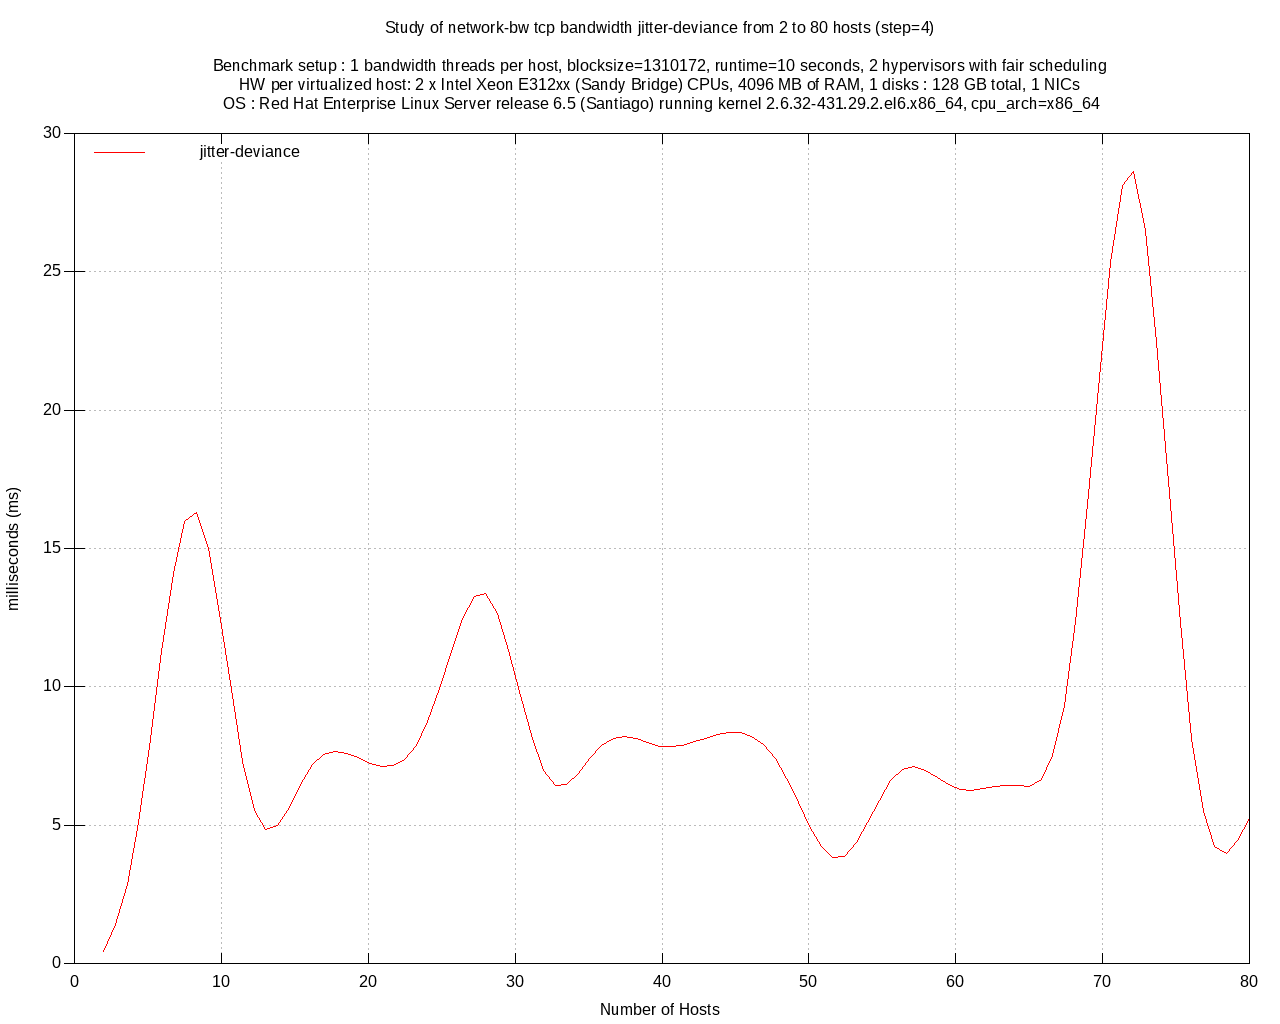 Study of network-bw tcp bandwidth jitter-deviance from 2 to 80 hosts (step=4)
Benchmark setup : 1 bandwidth threads per host, blocksize=1310172, runtime=10 seconds, 2 hypervisors with fair scheduling
HW per virtualized host: 2 x Intel Xeon E312xx (Sandy Bridge) CPUs, 4096 MB of RAM, 1 disks : 128 GB total, 1 NICs
OS : Red Hat Enterprise Linux Server release 6.5 (Santiago) running kernel 2.6.32-431.29.2.el6.x86_64, cpu_arch=x86_64
jitter-deviance
30
25
20
15
10
5
0
milliseconds (ms)
0 10 20 30 40 50 60 70 80
Number of Hosts